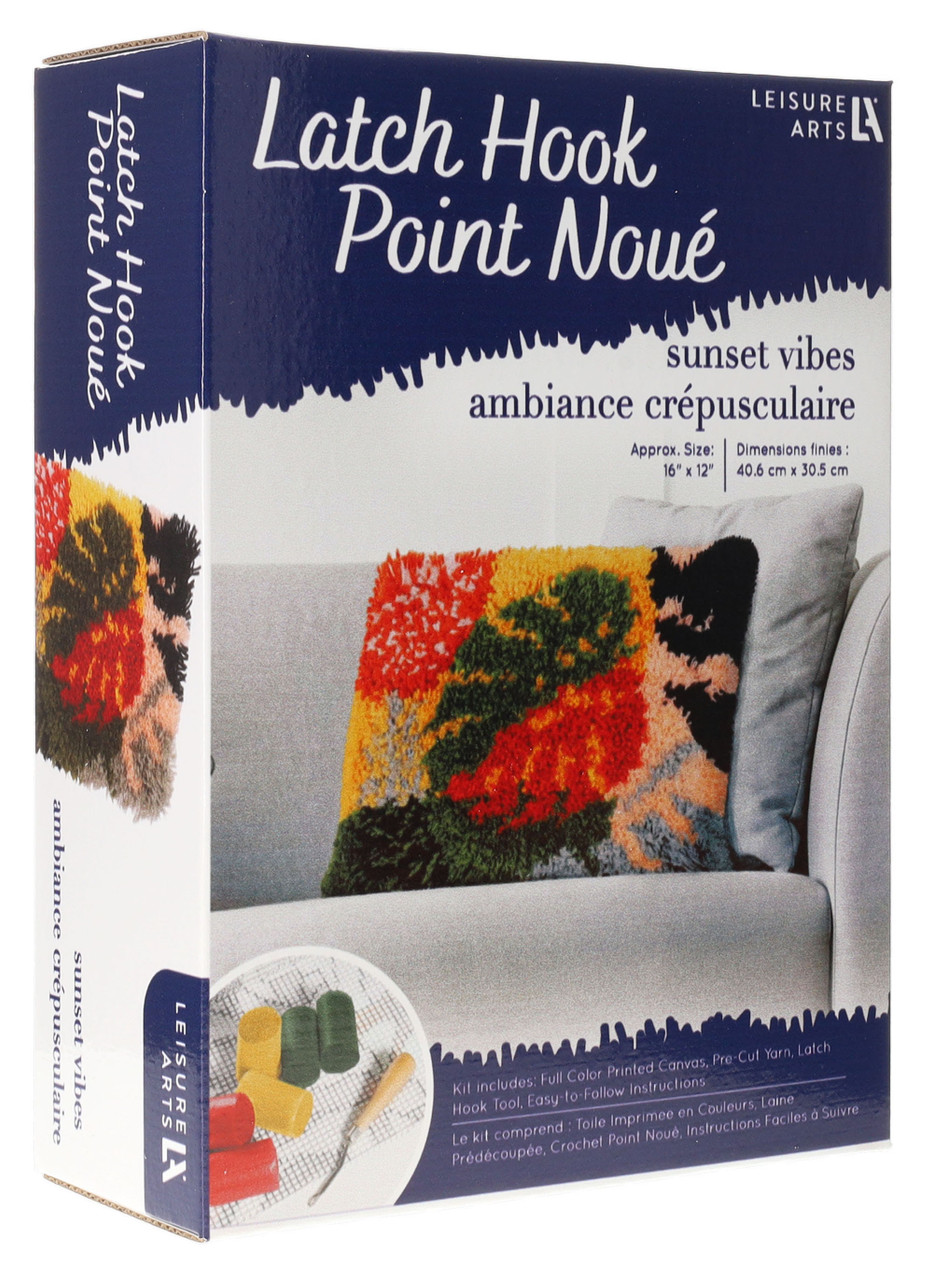 Latch Hook
Point Noué
LEISURE
ARTS LA
sunset vibes
ambiance crépusculaire
Approx. Size:
16" x 12"
Dimensions finies :
40.6 cm x 30.5 cm
Kit includes: Full Color Printed Canvas, Pre-Cut Yarn, Latch
Hook Tool, Easy-to-Follow Instructions
Le kit comprend : Toile Imprimee en Couleurs, Laine
Prédécoupée, Crochet Point Noué, Instructions Faciles à Suivre
Latch Hook
Point Noué
sunset vibes
ambiance crépusculaire
LEISURE
ARTS LA